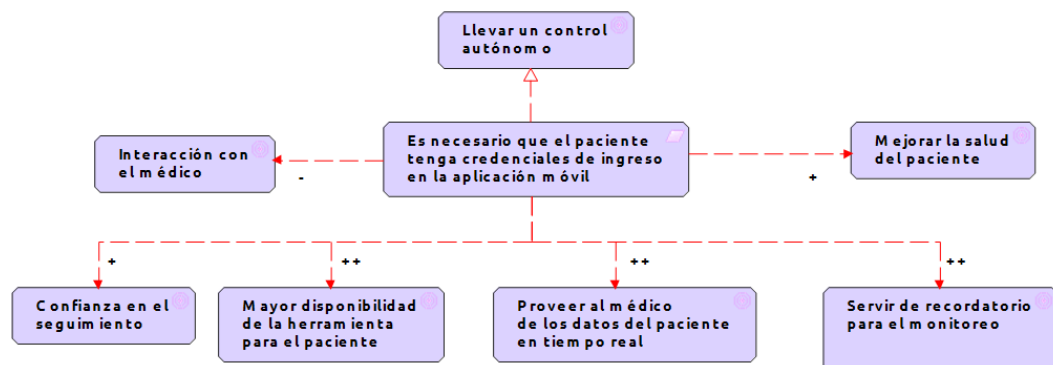 Llevar un control
autónomo
Interacción con
el médico
-
Es necesario que el paciente
tenga credenciales de ingreso
en la aplicación móvil
+
Mejorar la salud
del paciente
+
++
++
++
Confianza en el
seguimiento
Mayor disponibilidad
de la herramienta
para el paciente
Proveer al médico
de los datos del paciente
en tiempo real
Servir de recordatorio
para el monitoreo